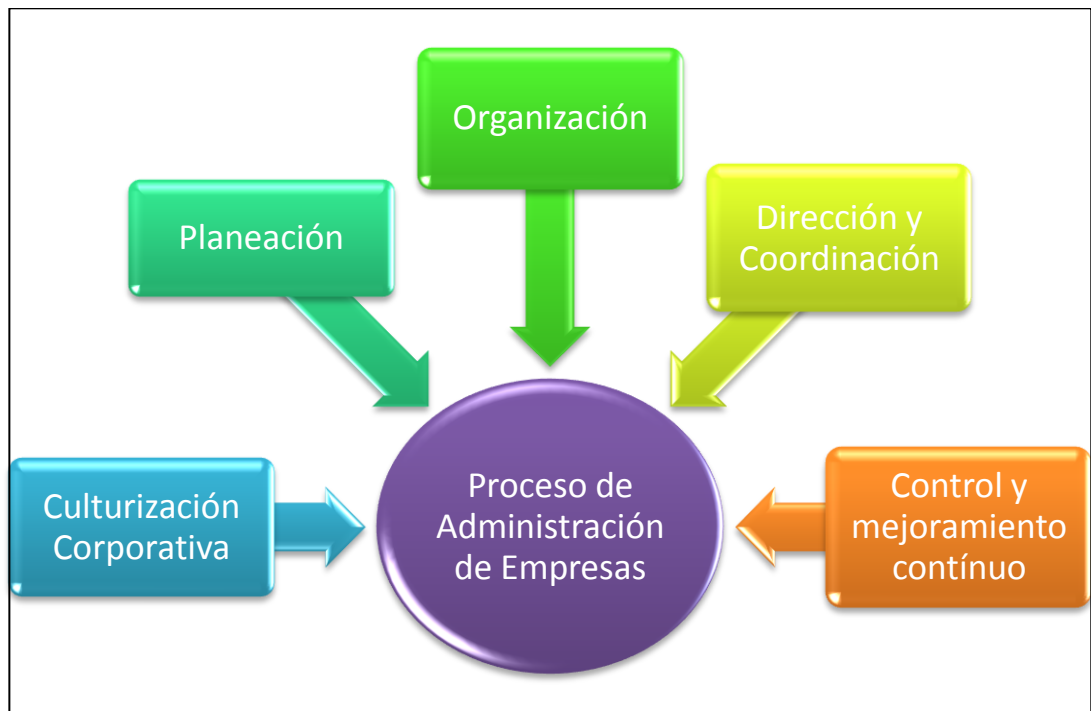 Organización
Planeación
Dirección y
Coordinación
Culturización
Corporativa
Proceso de
Administración
de Empresas
Control y
mejoramiento
contínuo